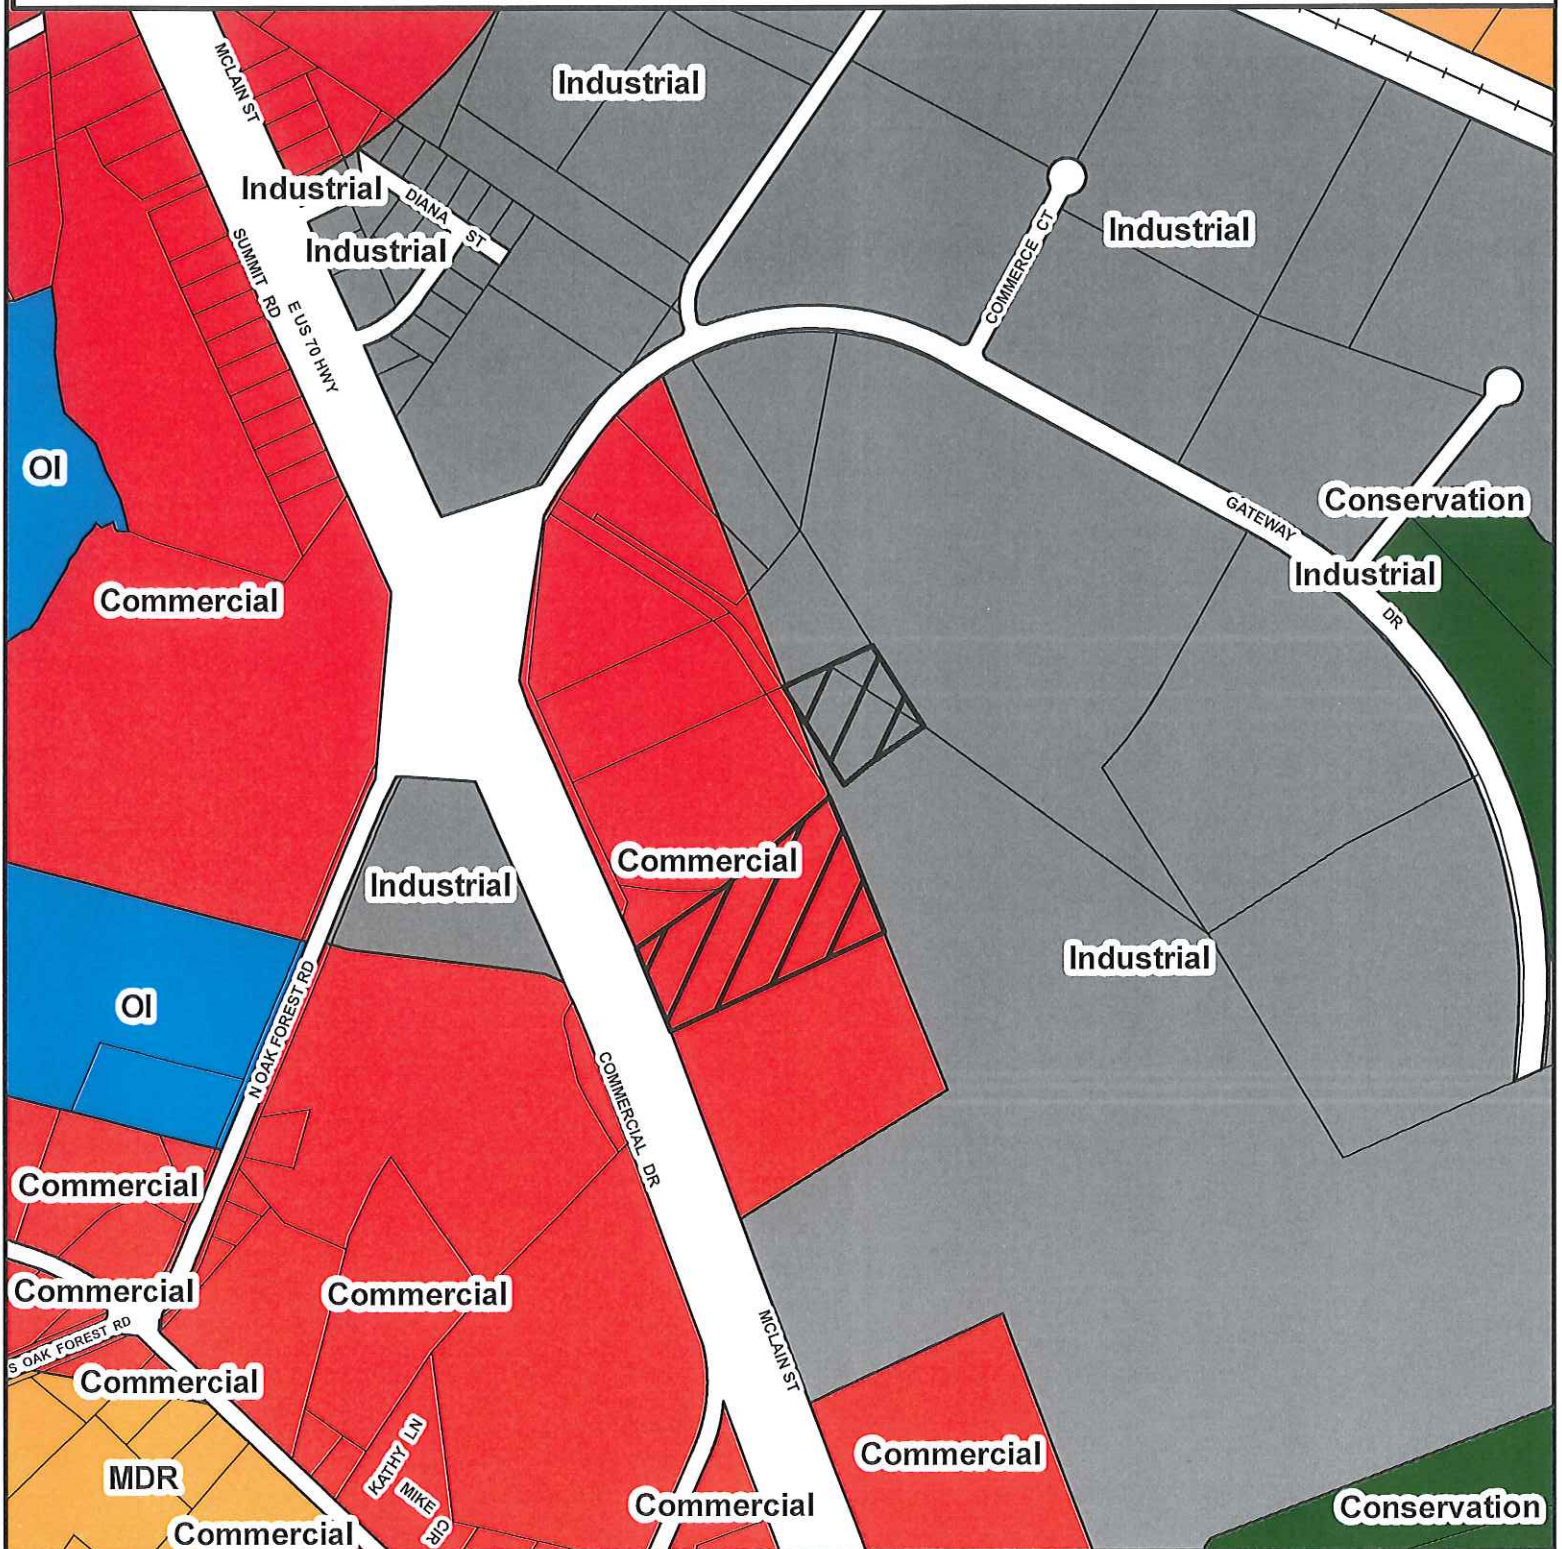 MCLAIN ST
Industrial
Industrial
DIANA ST
Industrial
Industrial
COMMERCE CT
SUMMIT RD
E US 70 HWY
OI
Conservation
GATEWAY DR
Industrial
Commercial
Commercial
Industrial
Industrial
OI
N OAK FOREST RD
COMMERCIAL DR
Commercial
Commercial
Commercial
S OAK FOREST RD
MCLAIN ST
Commercial
KATHY LN
MIKE CIR
Commercial
MDR
Commercial
Conservation
Commercial